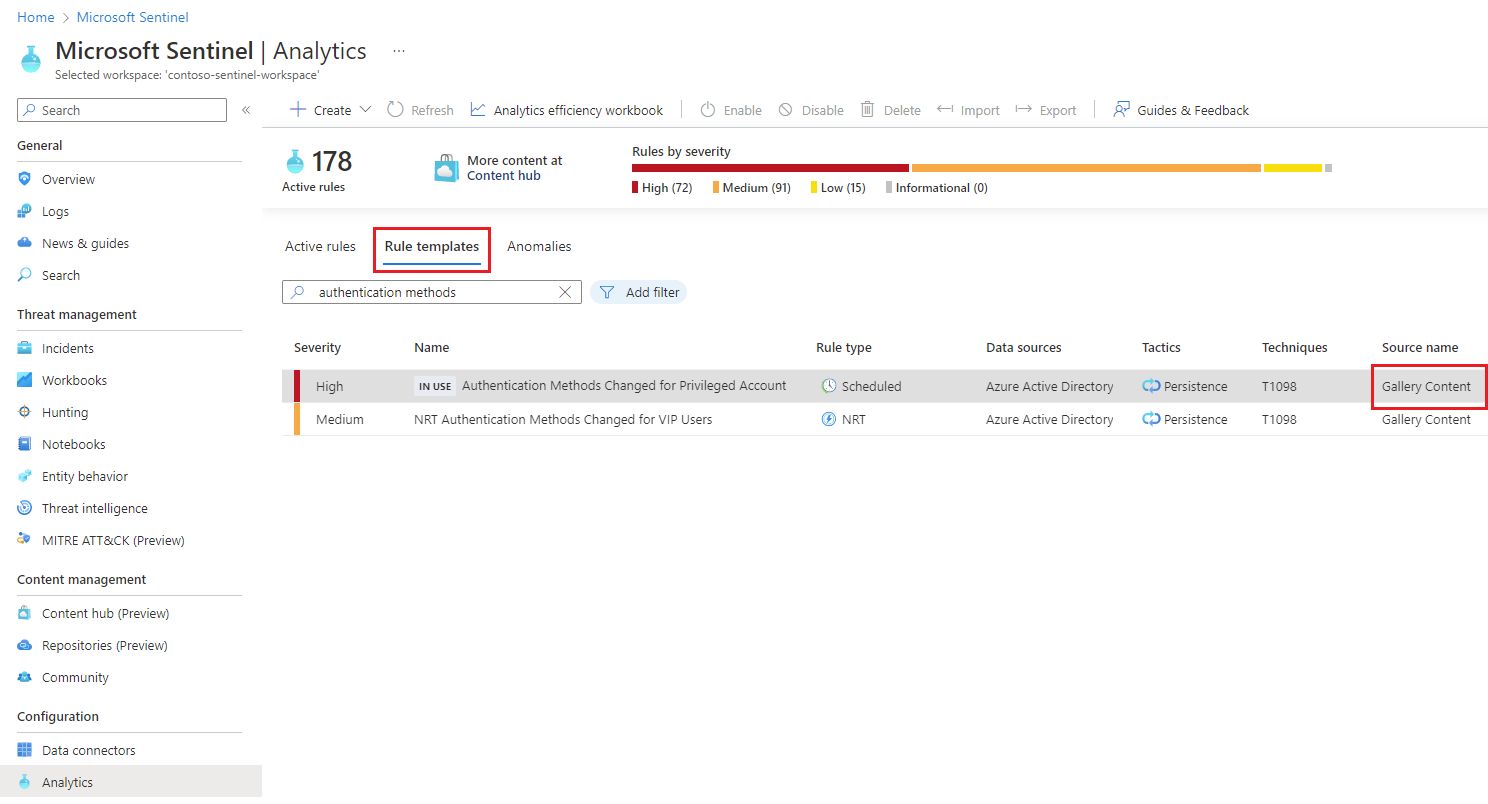 Home > Microsoft Sentinel
Microsoft Sentinel | Analytics ...
Selected workspace: 'contoso-sentinel-workspace'
Search «
General
Overview
Logs
News & guides
Search
Threat management
Incidents
Workbooks
Hunting
Notebooks
Entity behavior
Threat intelligence
MITRE ATT&CK (Preview)
Content management
Content hub (Preview)
Repositories (Preview)
Community
Configuration
Data connectors
Analytics
Create Refresh Analytics efficiency workbook Enable Disable Delete Import Export Guides & Feedback
178
Active rules
More content at
Content hub
Rules by severity
High (72) Medium (91) Low (15) Informational (0)
Active rules Rule templates Anomalies
authentication methods Add filter
Severity Name Rule type Data sources Tactics Techniques Source name
High IN USE Authentication Methods Changed for Privileged Account Scheduled Azure Active Directory Persistence T1098 Gallery Content
Medium NRT Authentication Methods Changed for VIP Users NRT Azure Active Directory Persistence T1098 Gallery Content